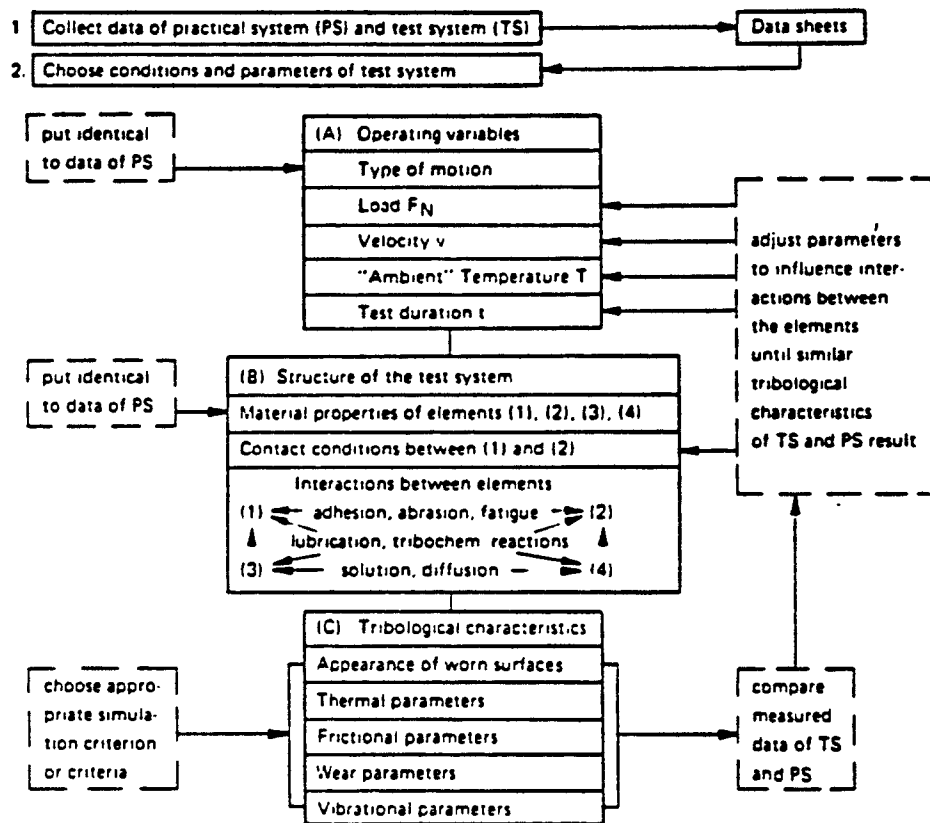 1 Collect data of practical system (PS) and test system (TS)
Data sheets
2. Choose conditions and parameters of test system
put identical
to data of PS
(A) Operating variables
Type of motion
Load FN
Velocity v
"Ambient" Temperature T
Test duration t
adjust parameters
to influence inter-
actions between
the elements
until similar
tribological
characteristics
of TS and PS result
put identical
to data of PS
(B) Structure of the test system
Material properties of elements (1), (2), (3), (4)
Contact conditions between (1) and (2)
Interactions between elements
(1) adhesion, abrasion, fatigue (2)
lubrication, tribochem reactions
(3) solution, diffusion (4)
(C) Tribological characteristics
Appearance of worn surfaces
Thermal parameters
Frictional parameters
Wear parameters
Vibrational parameters
choose appro-
priate simula-
tion criterion
or criteria
compare
measured
data of TS
and PS